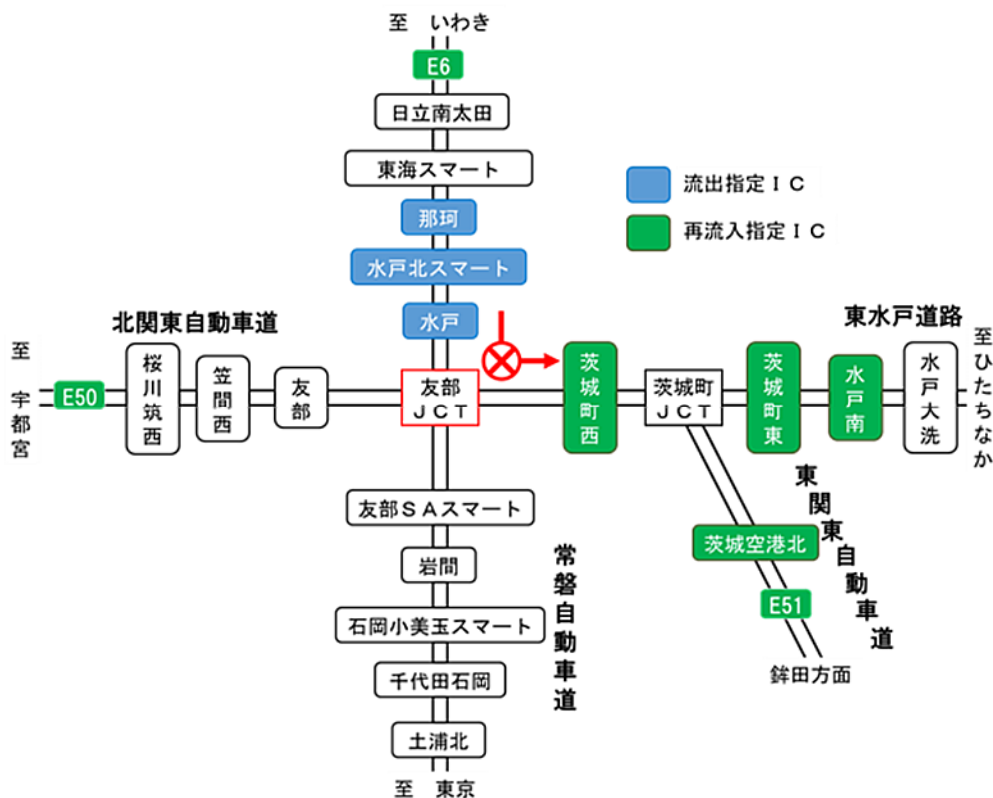 至 いわき
E6
日立南太田
東海スマート
那珂
水戸北スマート
水戸
流出指定ＩＣ
再流入指定ＩＣ
北関東自動車道
東水戸道路
至 宇都宮
E50
桜川筑西
笠間西
友部
友部
ＪＣＴ
茨城町西
茨城町
ＪＣＴ
茨城町東
水戸南
水戸大洗
至ひたちなか
友部ＳＡスマート
岩間
石岡小美玉スマート
千代田石岡
土浦北
至 東京
常磐自動車道
東関東自動車道
茨城空港北
E51
鉾田方面